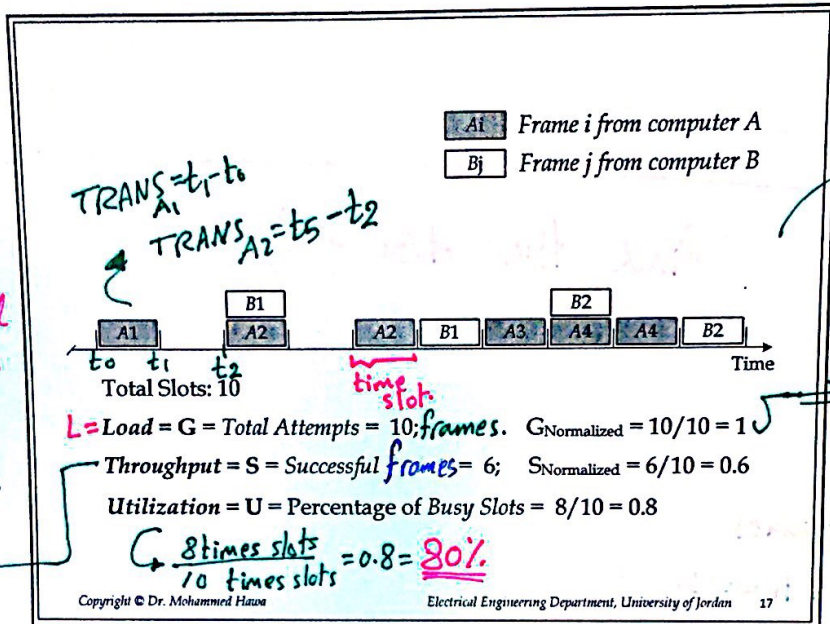 Ai Frame i from computer A
Bj Frame j from computer B
TRANS_A1 = t1 - t0
TRANS_A2 = t5 - t2
B1 B2
A1 A2 A2 B1 A3 A4 A4 B2
t0 t1 t2 Time
time slot.
Total Slots: 10
L = Load = G = Total Attempts = 10; frames. GNormalized = 10/10 = 1
Throughput = S = Successful frames = 6; SNormalized = 6/10 = 0.6
Utilization = U = Percentage of Busy Slots = 8/10 = 0.8
8 times slots / 10 times slots = 0.8 = 80%
Copyright © Dr. Mohammed Hawa Electrical Engineering Department, University of Jordan 17